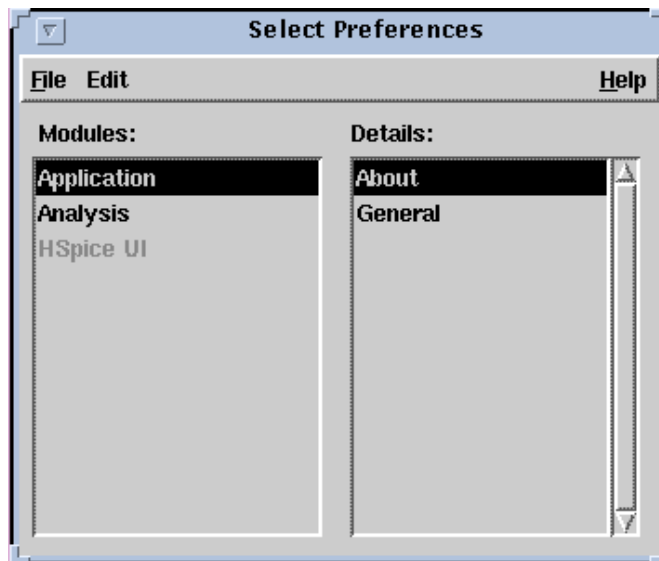 Select Preferences
File Edit Help
Modules:
Application
Analysis
HSpice UI
Details:
About
General